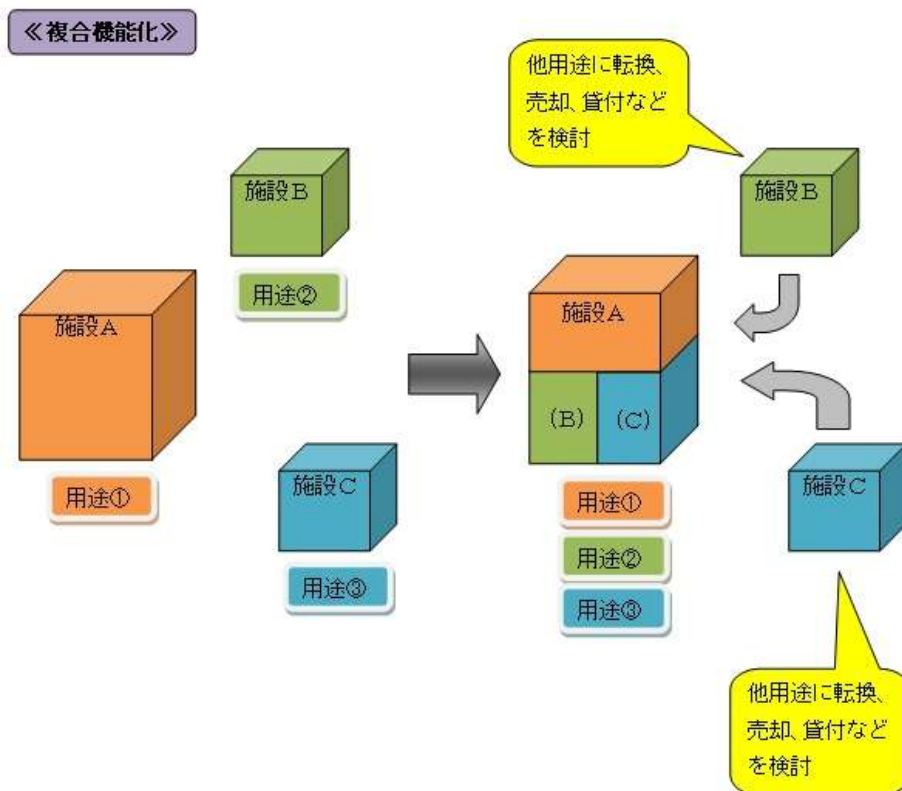 ≪複合機能化≫
他用途に転換、
売却、貸付など
を検討
施設B
用途②
施設A
用途①
施設C
用途③
施設B
施設A
(B)
(C)
用途①
用途②
用途③
施設C
他用途に転換、
売却、貸付など
を検討